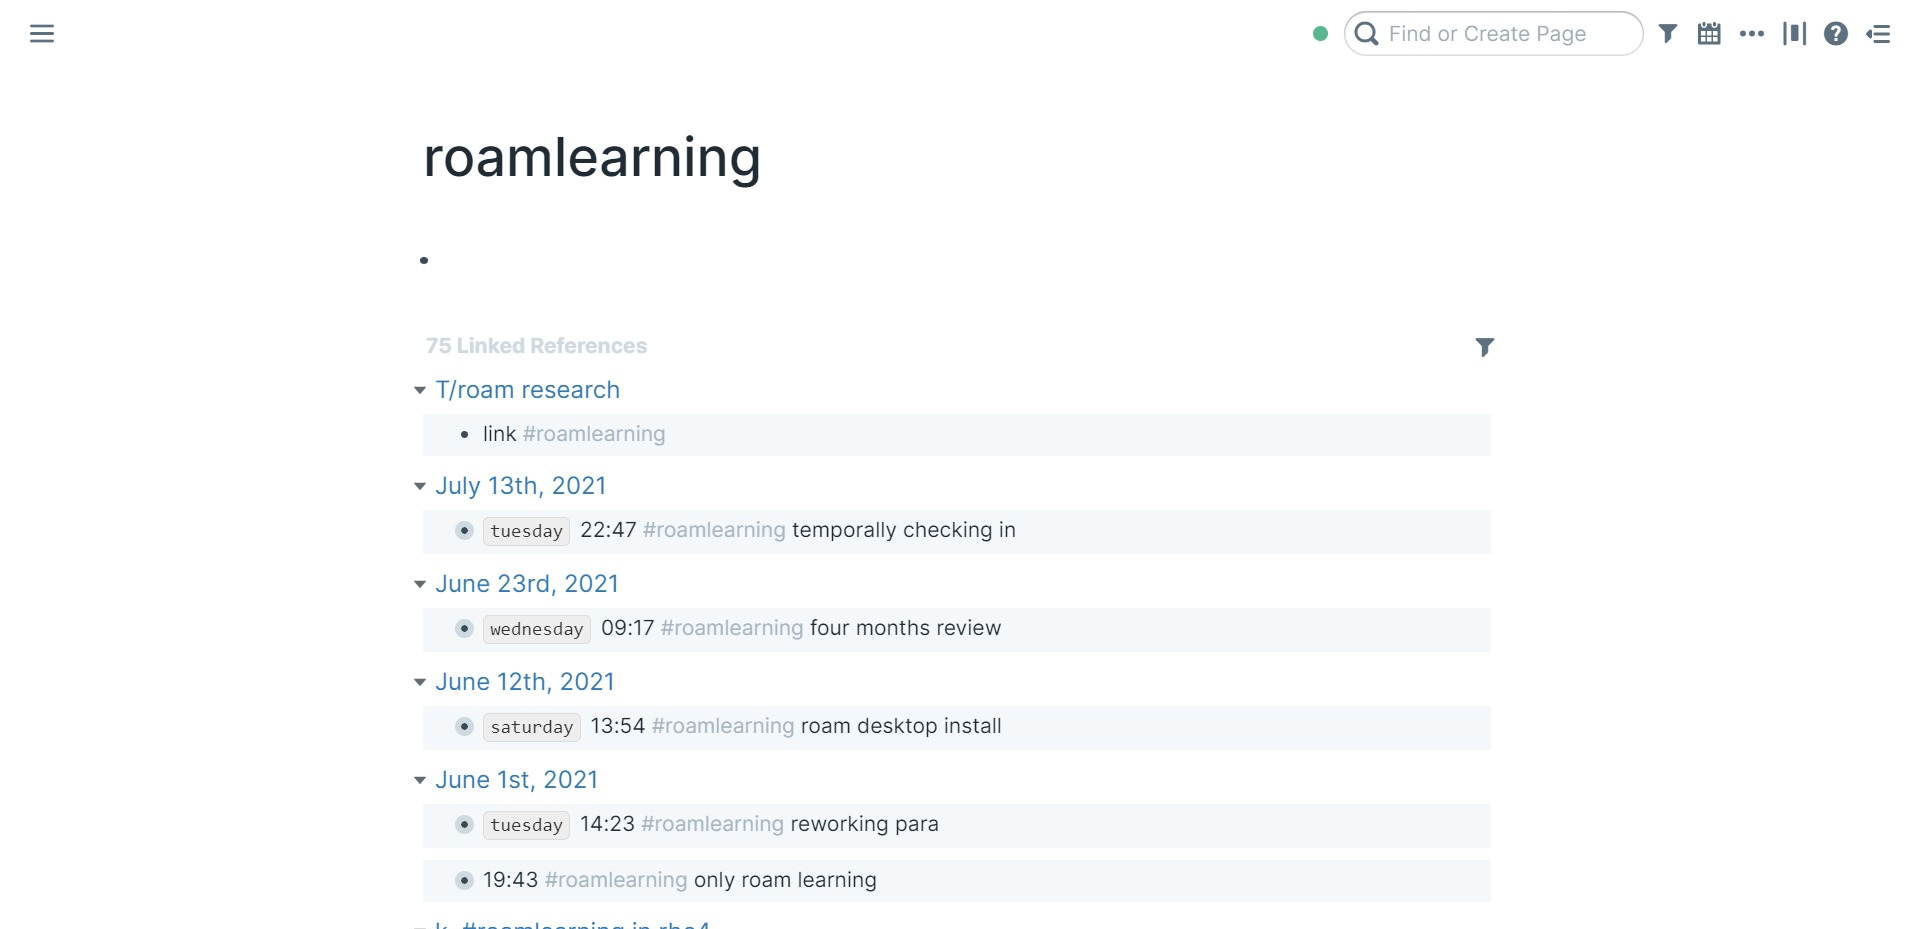 Find or Create Page
roamlearning
75 Linked References
T/roam research
link #roamlearning
July 13th, 2021
tuesday 22:47 #roamlearning temporally checking in
June 23rd, 2021
wednesday 09:17 #roamlearning four months review
June 12th, 2021
saturday 13:54 #roamlearning roam desktop install
June 1st, 2021
tuesday 14:23 #roamlearning reworking para
19:43 #roamlearning only roam learning
#roamlearning in